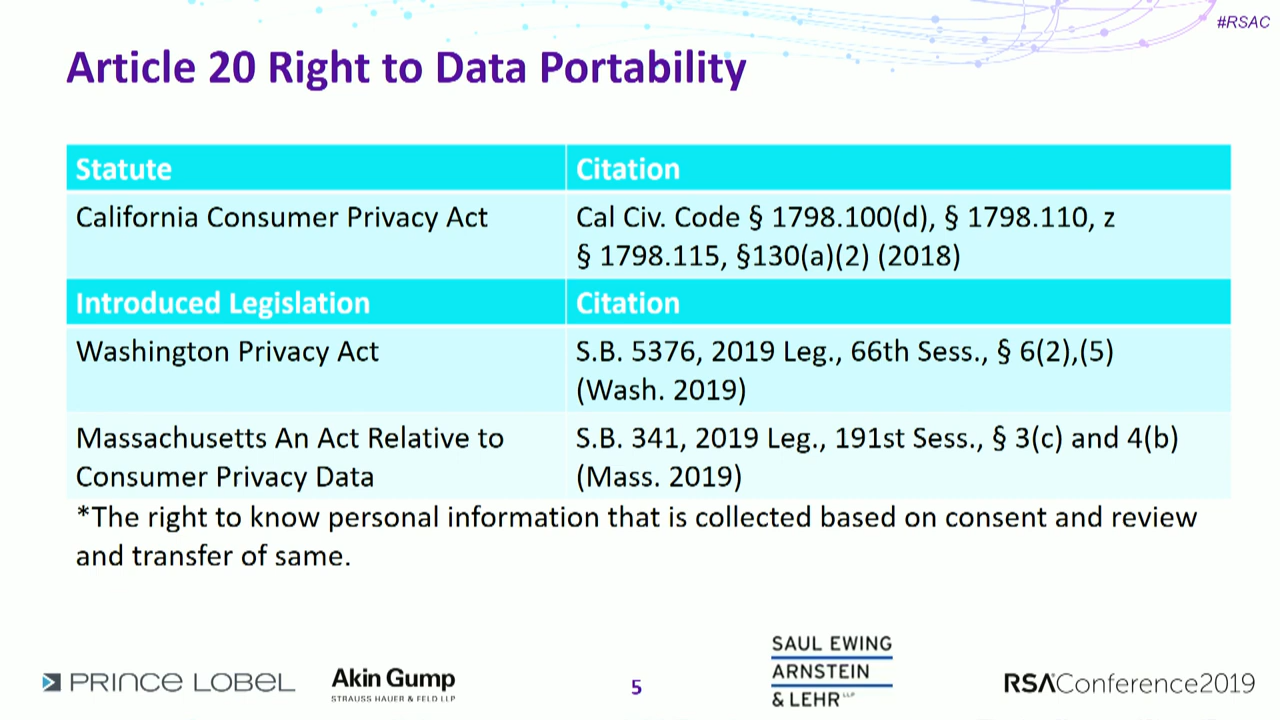 #RSAC
Article 20 Right to Data Portability
Statute
Citation
California Consumer Privacy Act
Cal Civ. Code § 1798.100(d), § 1798.110, z
§ 1798.115, §130(a)(2) (2018)
Introduced Legislation
Citation
Washington Privacy Act
S.B. 5376, 2019 Leg., 66th Sess., § 6(2),(5)
(Wash. 2019)
Massachusetts An Act Relative to
Consumer Privacy Data
S.B. 341, 2019 Leg., 191st Sess., § 3(c) and 4(b)
(Mass. 2019)
*The right to know personal information that is collected based on consent and review
and transfer of same.
PRINCE LOBEL
Akin Gump
STRAUSS HAUER & FELD LLP
5
SAUL EWING
ARNSTEIN
& LEHR LLP
RSAConference2019